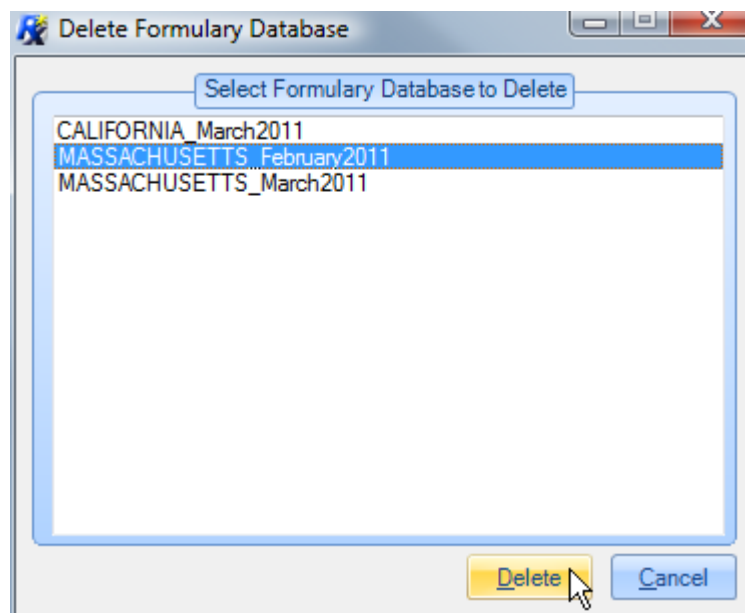 Delete Formulary Database
Select Formulary Database to Delete
CALIFORNIA_March2011
MASSACHUSETTS_February2011
MASSACHUSETTS_March2011
Delete
Cancel